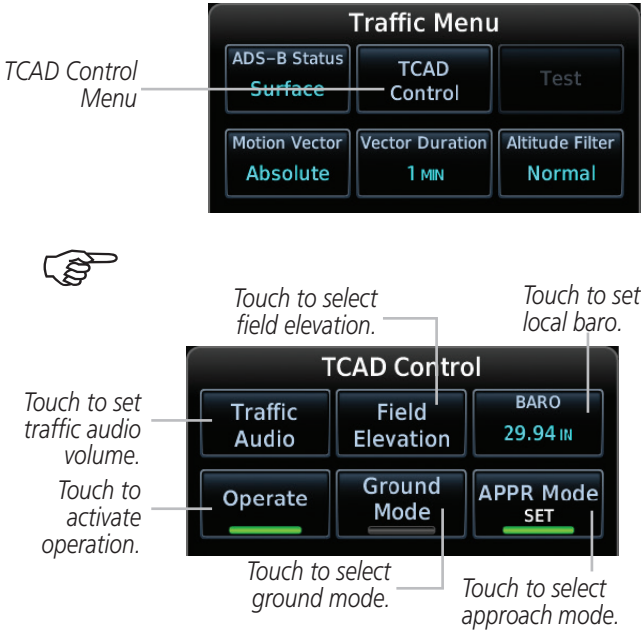 Traffic Menu
TCAD Control
Menu
ADS–B Status
Surface
TCAD
Control
Test
Motion Vector
Absolute
Vector Duration
1 MIN
Altitude Filter
Normal
Touch to select
field elevation.
Touch to set
local baro.
TCAD Control
Touch to set
traffic audio
volume.
Traffic
Audio
Field
Elevation
BARO
29.94 IN
Touch to
activate
operation.
Operate
Ground
Mode
APPR Mode
SET
Touch to select
ground mode.
Touch to select
approach mode.